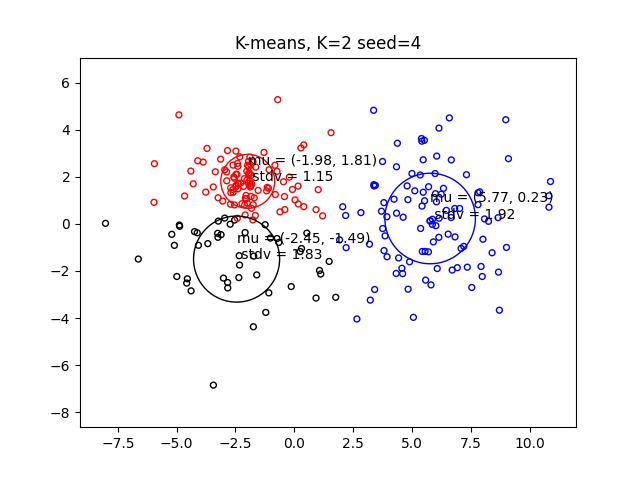 K-means, K=2 seed=4
6
4
2
0
−2
−4
−6
−8
mu = (-1.98, 1.81)
stdv = 1.15
mu = (5.77, 0.23)
stdv = 1.92
mu = (-2.45, -1.49)
stdv = 1.83
−7.5 −5.0 −2.5 0.0 2.5 5.0 7.5 10.0